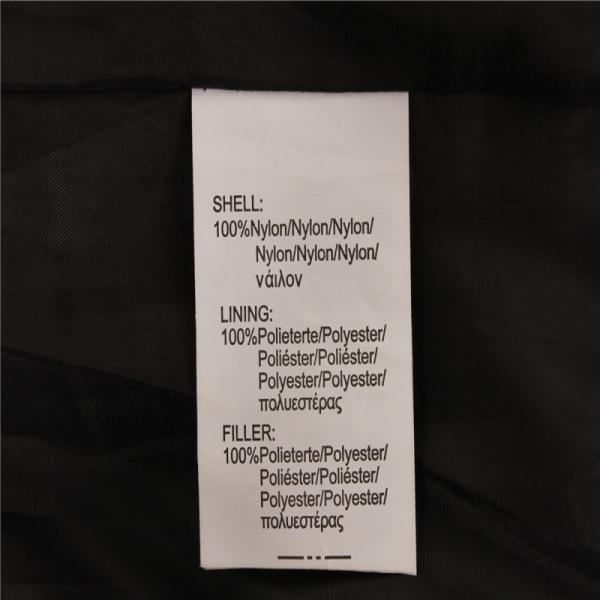 SHELL:
100%Nylon/Nylon/Nylon/
Nylon/Nylon/Nylon/
νάιλον
LINING:
100%Polieterte/Polyester/
Poliéster/Poliéster/
Polyester/Polyester/
πολυεστέρας
FILLER:
100%Polieterte/Polyester/
Poliéster/Poliéster/
Polyester/Polyester/
πολυεστέρας